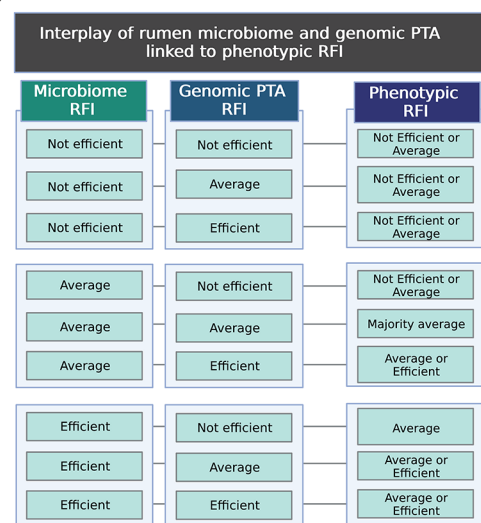 Interplay of rumen microbiome and genomic PTA
linked to phenotypic RFI
Microbiome
RFI
Genomic PTA
RFI
Phenotypic
RFI
Not efficient
Not efficient
Not Efficient or
Average
Not efficient
Average
Not Efficient or
Average
Not efficient
Efficient
Not Efficient or
Average
Average
Not efficient
Not Efficient or
Average
Average
Average
Majority average
Average
Efficient
Average or
Efficient
Efficient
Not efficient
Average
Efficient
Average
Average or
Efficient
Efficient
Efficient
Average or
Efficient